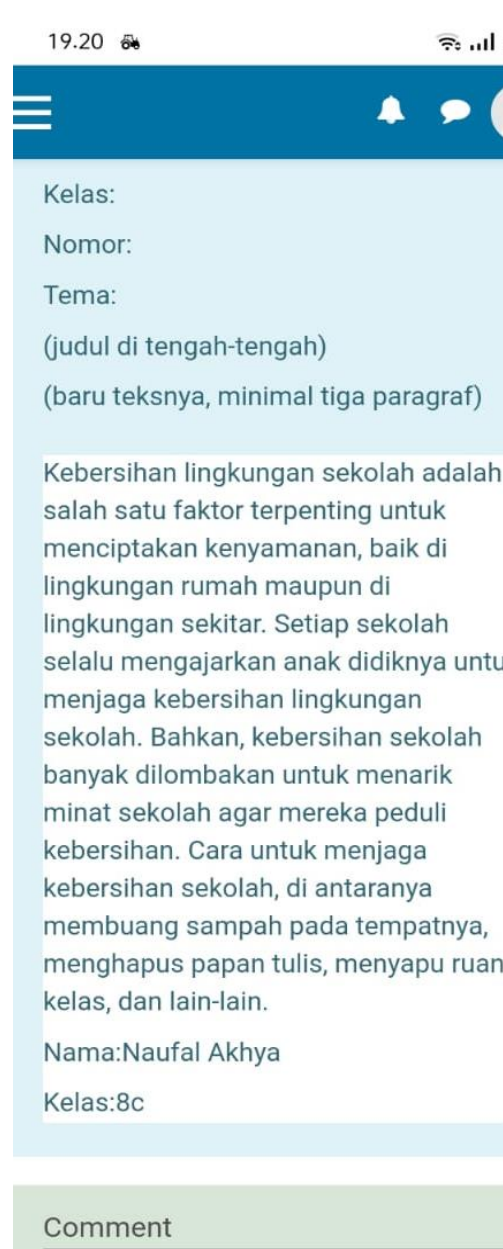 19.20
Kelas:
Nomor:
Tema:
(judul di tengah-tengah)
(baru teksnya, minimal tiga paragraf)
Kebersihan lingkungan sekolah adalah
salah satu faktor terpenting untuk
menciptakan kenyamanan, baik di
lingkungan rumah maupun di
lingkungan sekitar. Setiap sekolah
selalu mengajarkan anak didiknya untu
menjaga kebersihan lingkungan
sekolah. Bahkan, kebersihan sekolah
banyak dilombakan untuk menarik
minat sekolah agar mereka peduli
kebersihan. Cara untuk menjaga
kebersihan sekolah, di antaranya
membuang sampah pada tempatnya,
menghapus papan tulis, menyapu ruan
kelas, dan lain-lain.
Nama:Naufal Akhya
Kelas:8c
Comment